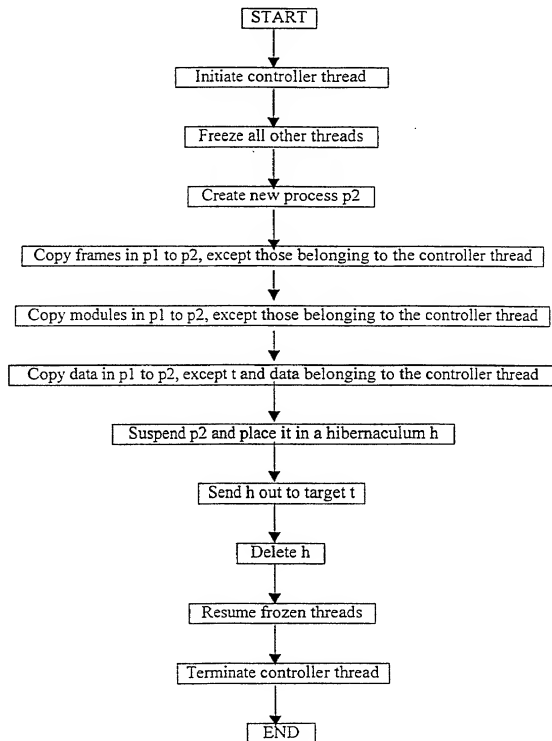 START
Initiate controller thread
Freeze all other threads
Create new process p2
Copy frames in p1 to p2, except those belonging to the controller thread
Copy modules in p1 to p2, except those belonging to the controller thread
Copy data in p1 to p2, except t and data belonging to the controller thread
Suspend p2 and place it in a hibernaculum h
Send h out to target t
Delete h
Resume frozen threads
Terminate controller thread
END